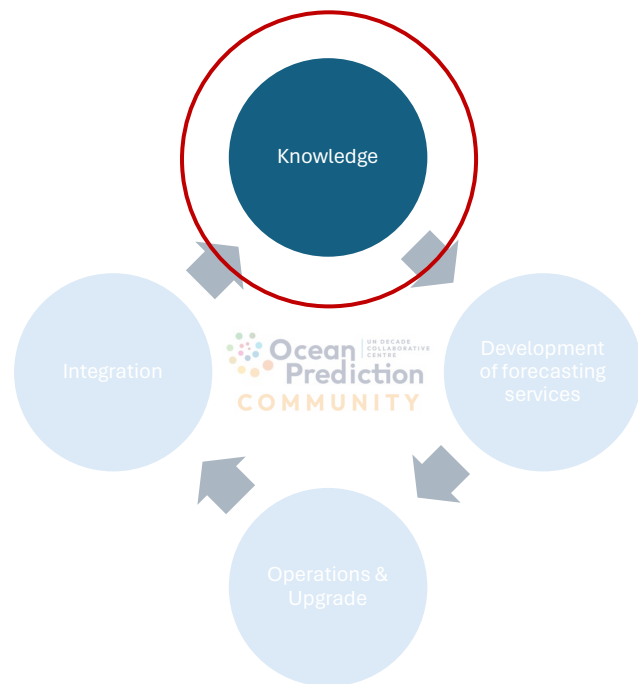 Knowledge
Integration
Ocean
Prediction
COMMUNITY
UN DECADE
COLLABORATIVE
CENTRE
Development
of forecasting
services
Operations &
Upgrade